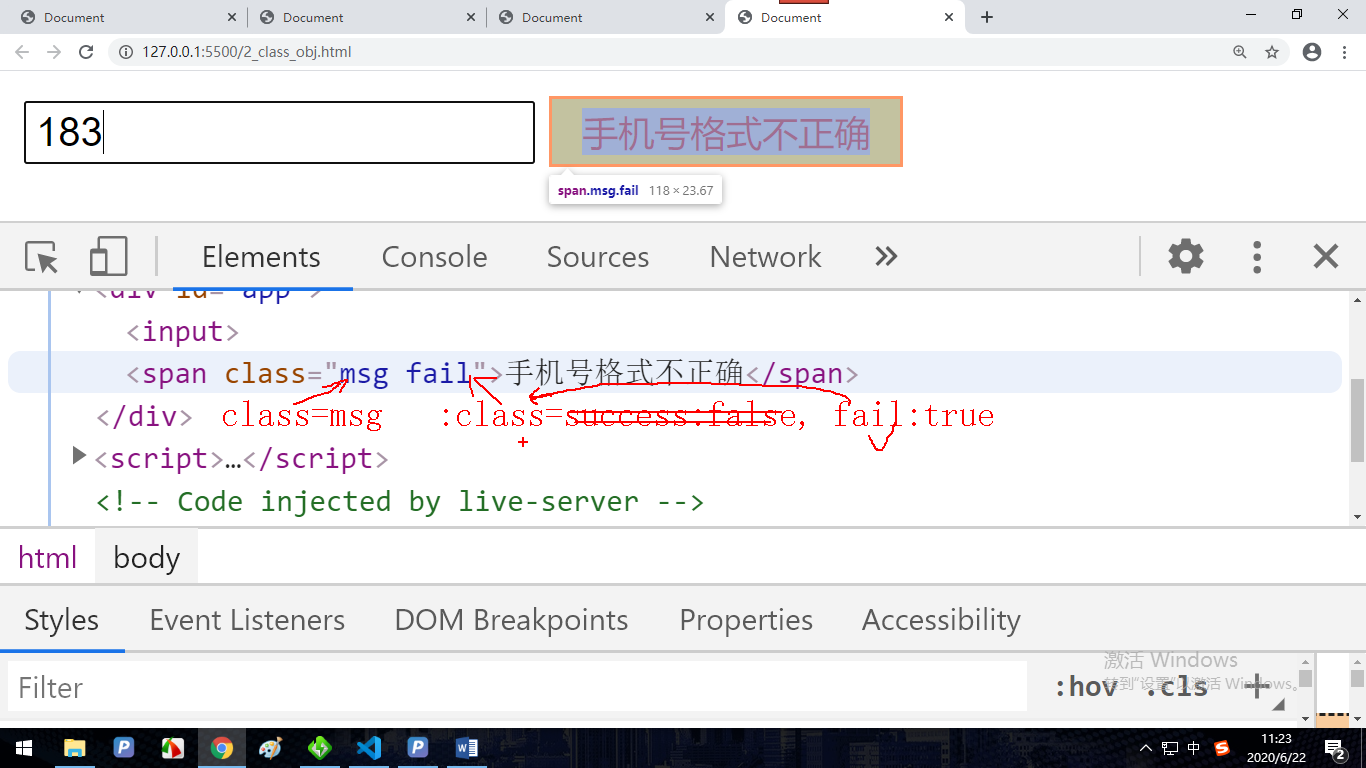 Document Document Document Document
127.0.0.1:5500/2_class_obj.html
183 手机号格式不正确
span.msg.fail 118 × 23.67
Elements Console Sources Network
<div id="app">
<input>
<span class="msg fail">手机号格式不正确</span>
</div> class=msg :class=success:false, fail:true
<script>…</script>
<!-- Code injected by live-server -->
html body
Styles Event Listeners DOM Breakpoints Properties Accessibility
激活 Windows
Filter :hov .cls +
转到"设置"以激活 Windows。
中 11:23
2020/6/22 2